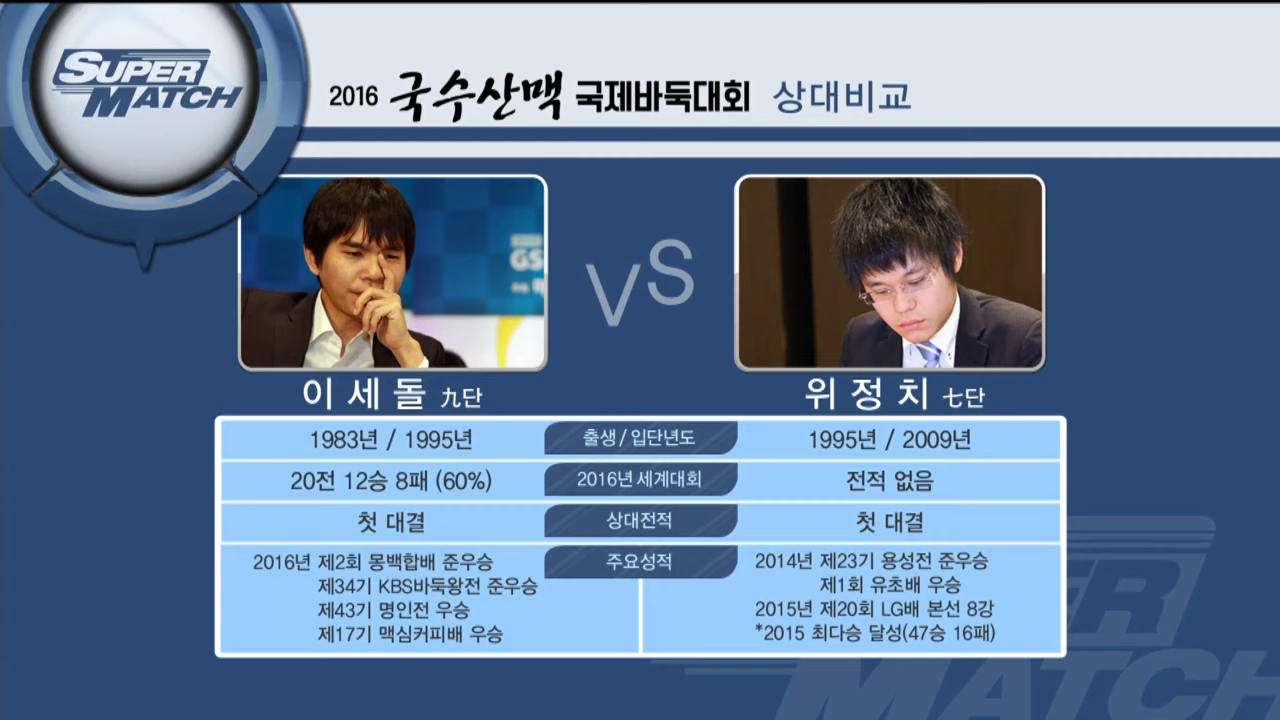 SUPER
MATCH
2016 국수산맥 국제바둑대회 상대비교
GS
VS
이세돌 九단
위정치 七단
1983년 / 1995년 출생 / 입단년도 1995년 / 2009년
20전 12승 8패 (60%) 2016년 세계대회 전적 없음
첫 대결 상대전적 첫 대결
주요성적
2016년 제2회 몽백합배 준우승
제34기 KBS바둑왕전 준우승
제43기 명인전 우승
제17기 맥심커피배 우승
2014년 제23기 용성전 준우승
제1회 유초배 우승
2015년 제20회 LG배 본선 8강
*2015 최다승 달성(47승 16패)
SUPER
MATCH